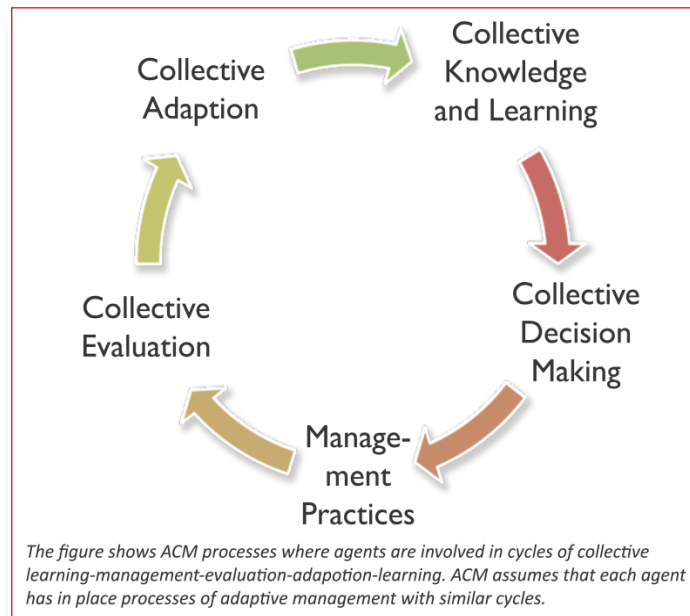 Collective
Adaption
Collective
Knowledge
and Learning
Collective
Decision
Making
Manage-
ment
Practices
Collective
Evaluation
The figure shows ACM processes where agents are involved in cycles of collective
learning-management-evaluation-adapotion-learning. ACM assumes that each agent
has in place processes of adaptive management with similar cycles.